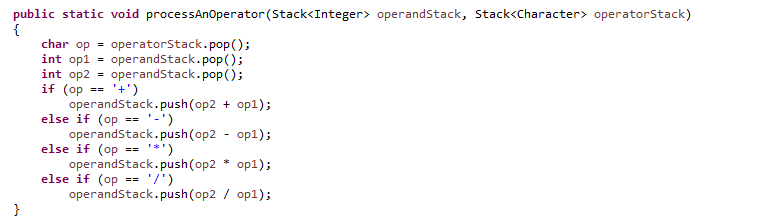 public static void processAnOperator(Stack<Integer> operandStack, Stack<Character> operatorStack)
{
    char op = operatorStack.pop();
    int op1 = operandStack.pop();
    int op2 = operandStack.pop();
    if (op == '+')
        operandStack.push(op2 + op1);
    else if (op == '-')
        operandStack.push(op2 - op1);
    else if (op == '*')
        operandStack.push(op2 * op1);
    else if (op == '/')
        operandStack.push(op2 / op1);
}